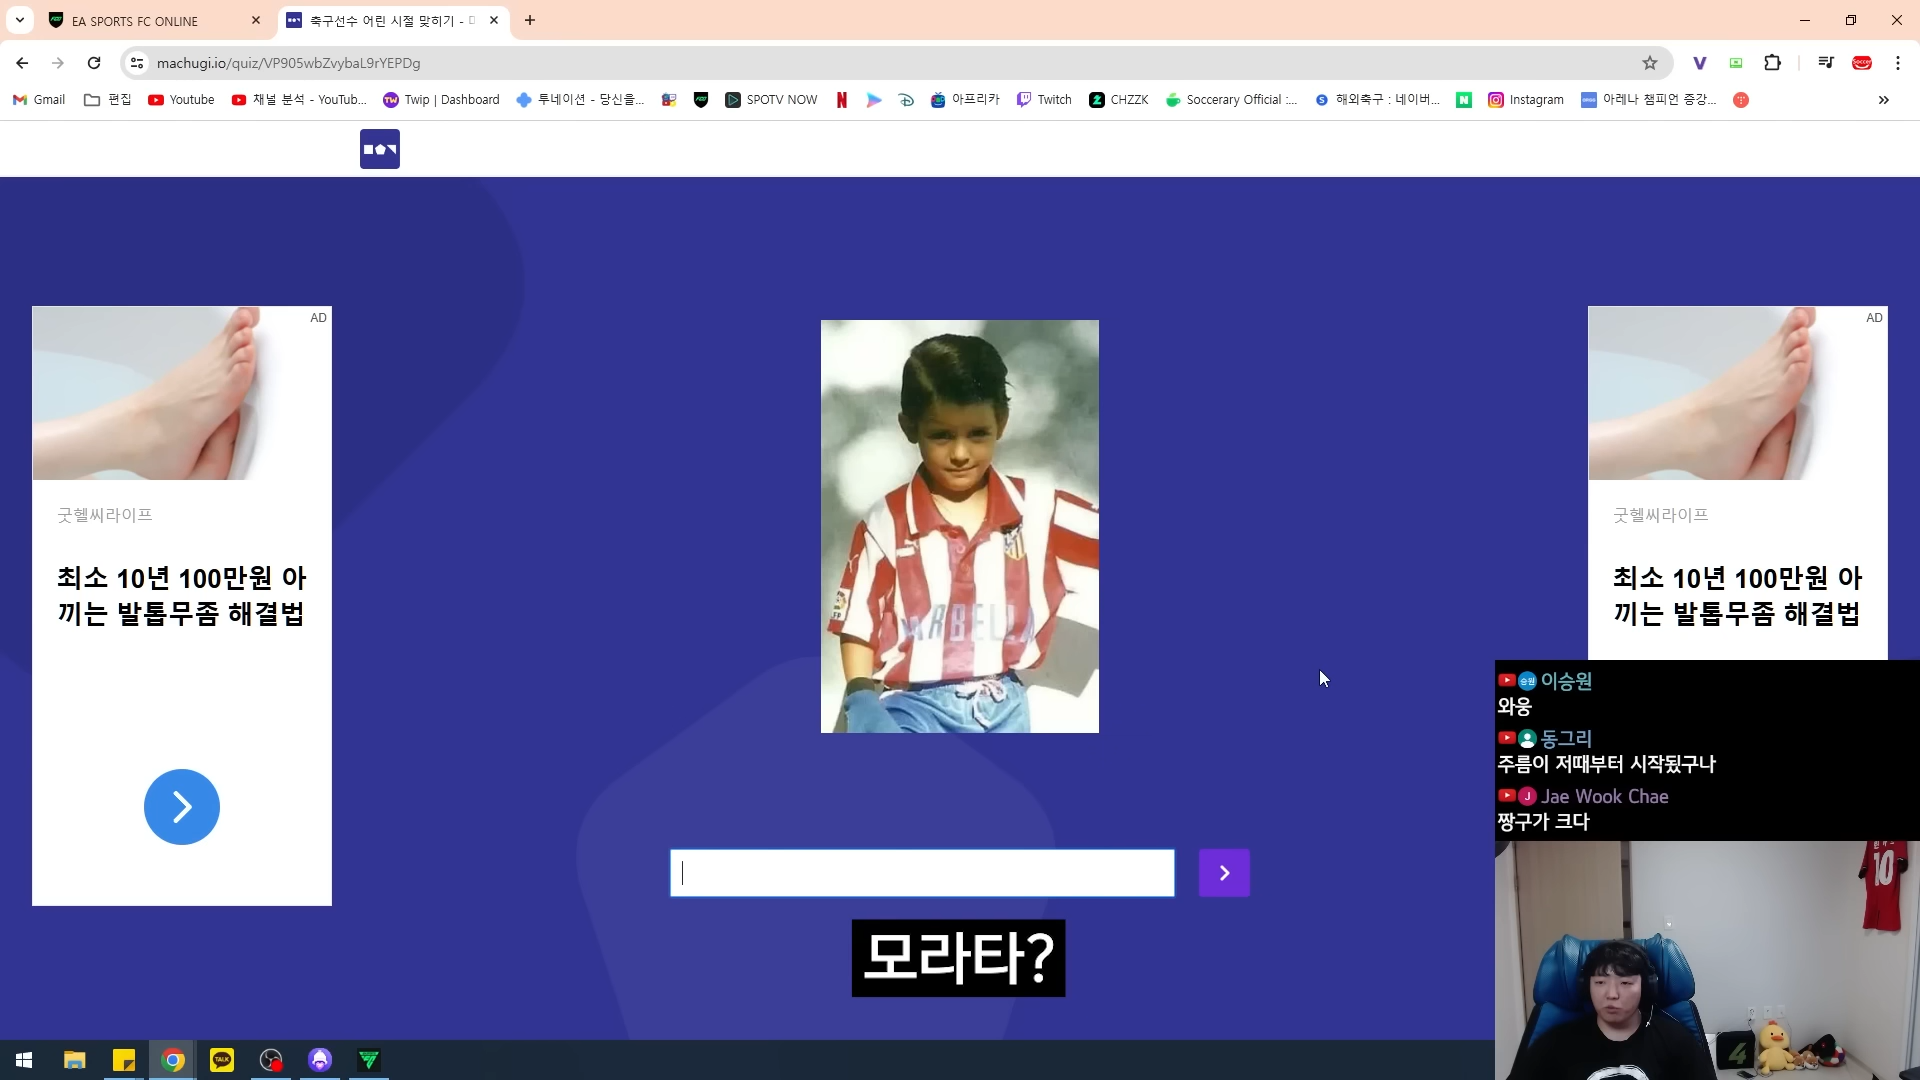 EA SPORTS FC ONLINE
축구선수 어린 시절 맞히기 -
machugi.io/quiz/VP905wbZvybaL9rYEPDg
Gmail
편집
Youtube
채널 분석 - YouTub...
Twip | Dashboard
투네이션 - 당신을...
SPOTV NOW
아프리카
Twitch
CHZZK
Soccerary Official :...
해외축구 : 네이버...
Instagram
아레나 챔피언 증강...
AD
굿헬씨라이프
최소 10년 100만원 아
끼는 발톱무좀 해결법
ARBELLA
AD
굿헬씨라이프
최소 10년 100만원 아
끼는 발톱무좀 해결법
이승원
와웅
동그리
주름이 저때부터 시작됬구나
Jae Wook Chae
짱구가 크다
모라타?
10
TALK
4